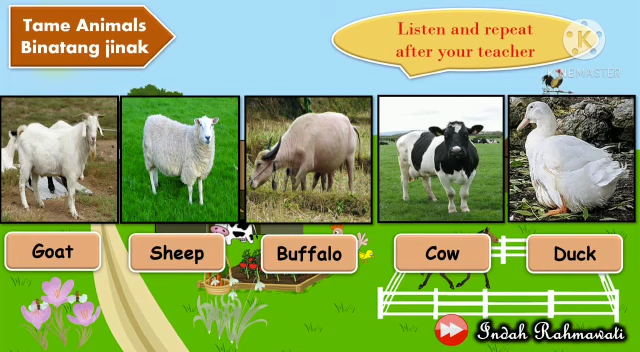 Tame Animals
Binatang jinak
Listen and repeat
after your teacher
K
KINEMASTER
Goat
Sheep
Buffalo
Cow
Duck
Indah Rahmawati